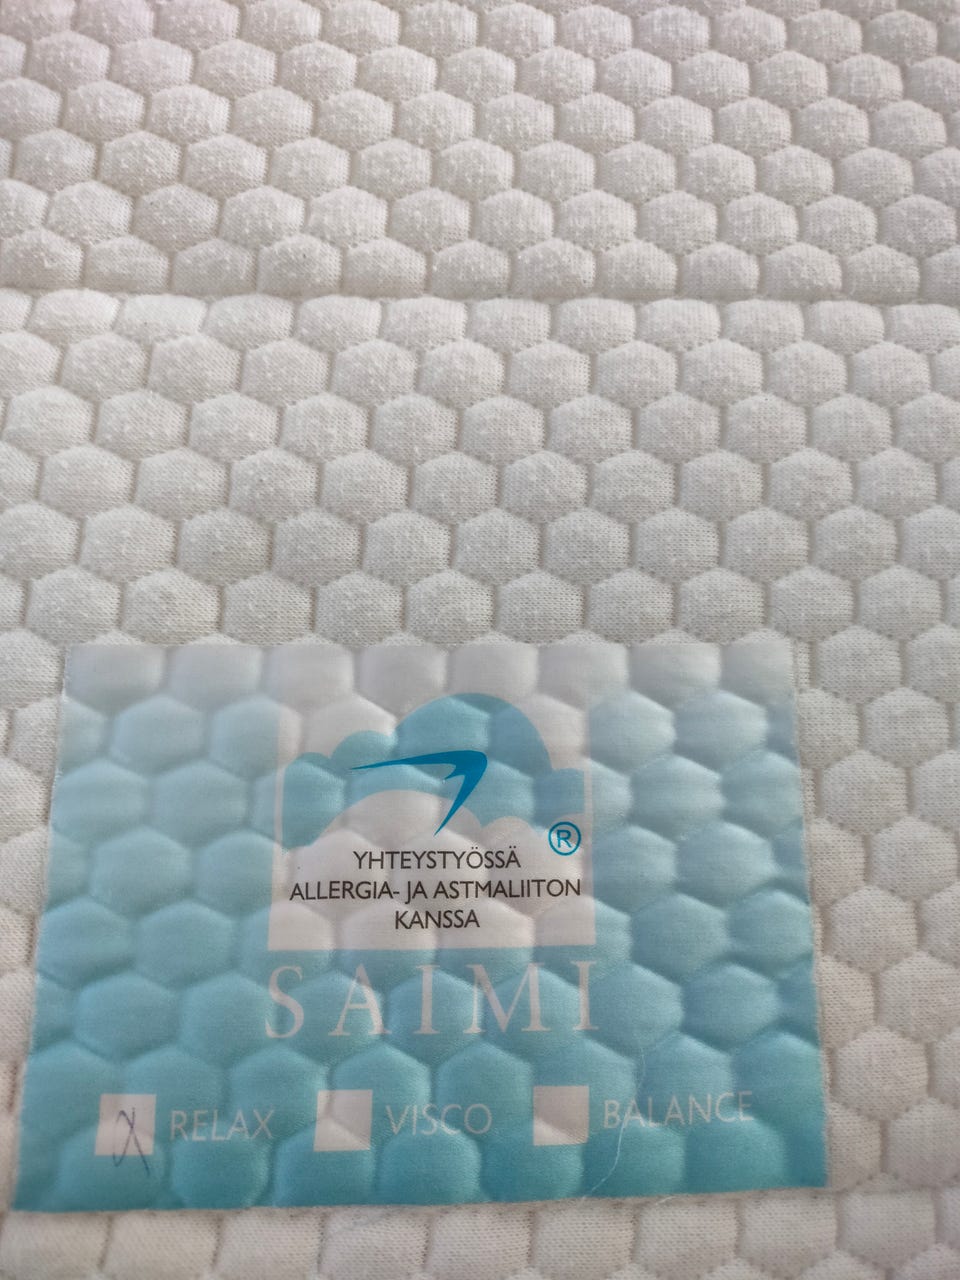 ®
YHTEYSTYÖSSÄ
ALLERGIA- JA ASTMALIITON
KANSSA
SAIMI
X RELAX VISCO BALANCE